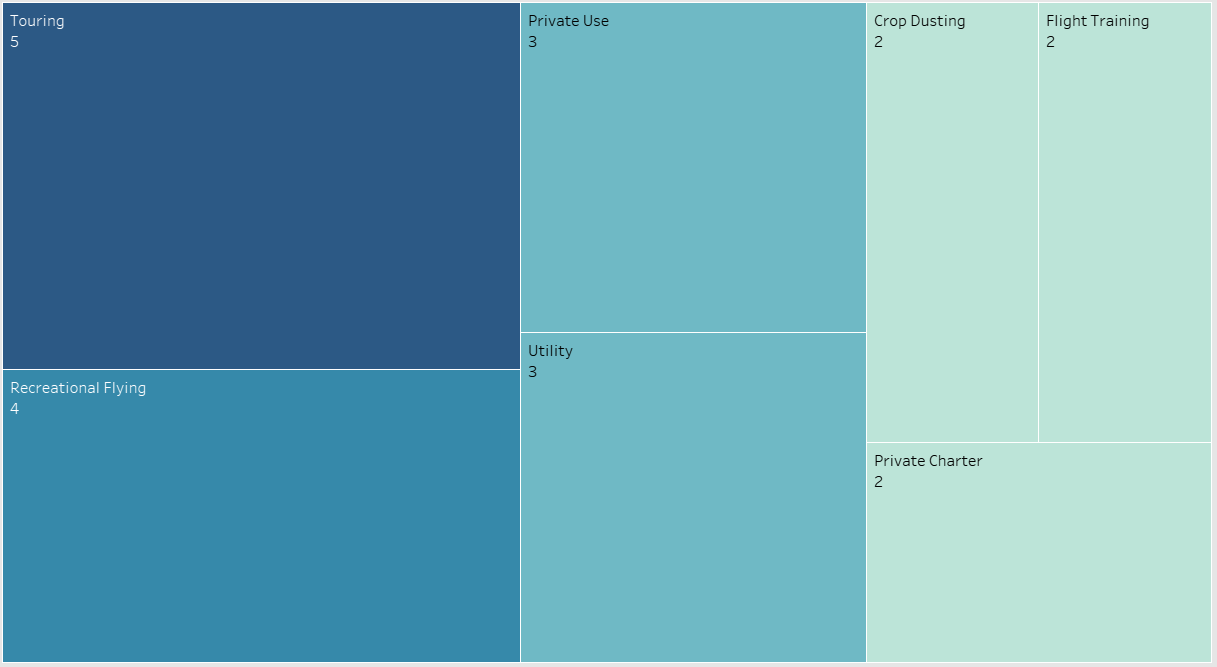 Touring
5
Recreational Flying
4
Private Use
3
Utility
3
Crop Dusting
2
Flight Training
2
Private Charter
2